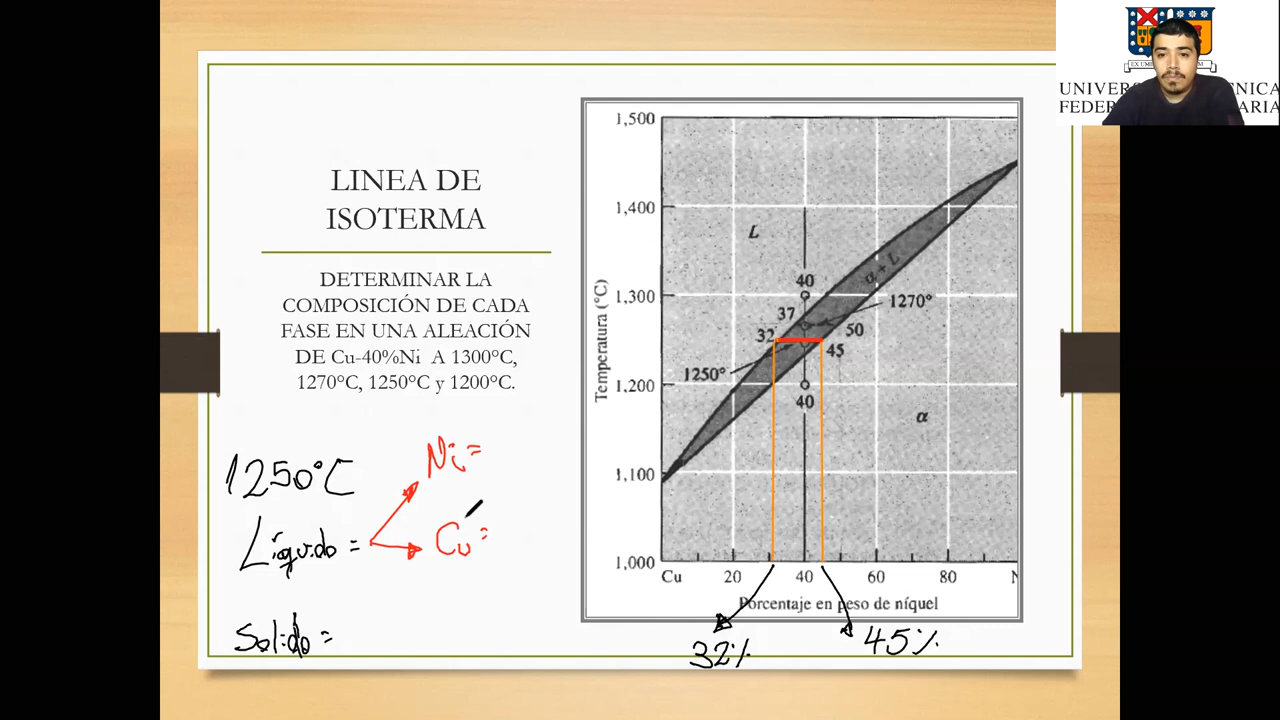 LINEA DE
ISOTERMA
DETERMINAR LA
COMPOSICIÓN DE CADA
FASE EN UNA ALEACIÓN
DE Cu-40%Ni A 1300°C,
1270°C, 1250°C y 1200°C.
1250°C
Líquido =
Ni =
Cu =
Solido =
1,500
1,400
1,300
1,200
1,100
1,000
Temperatura (°C)
L
α + L
40
37
1270°
32
50
45
1250°
40
α
Cu
20
40
60
80
Porcentaje en peso de níquel
32%
45%